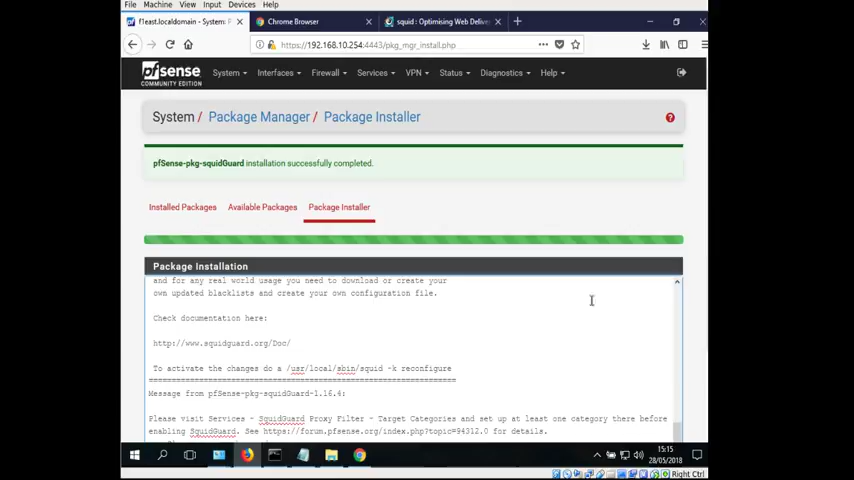 File Machine View Input Devices Help
f1east.localdomain - System: P
Chrome Browser
squid : Optimising Web Deliver
https://192.168.10.254:4443/pkg_mgr_install.php
pfSense
COMMUNITY EDITION
System Interfaces Firewall Services VPN Status Diagnostics Help
System / Package Manager / Package Installer
pfSense-pkg-squidGuard installation successfully completed.
Installed Packages Available Packages Package Installer
Package Installation
and for any real world usage you need to download or create your
own updated blacklists and create your own configuration file.
Check documentation here:
http://www.squidguard.org/Doc/
To activate the changes do a /usr/local/sbin/squid -k reconfigure
======================================================================
Message from pfSense-pkg-squidGuard-1.16.4:
Please visit Services - SquidGuard Proxy Filter - Target Categories and set up at least one category there before
enabling SquidGuard. See https://forum.pfsense.org/index.php?topic=94312.0 for details.
15:15
28/05/2018
Right Ctrl